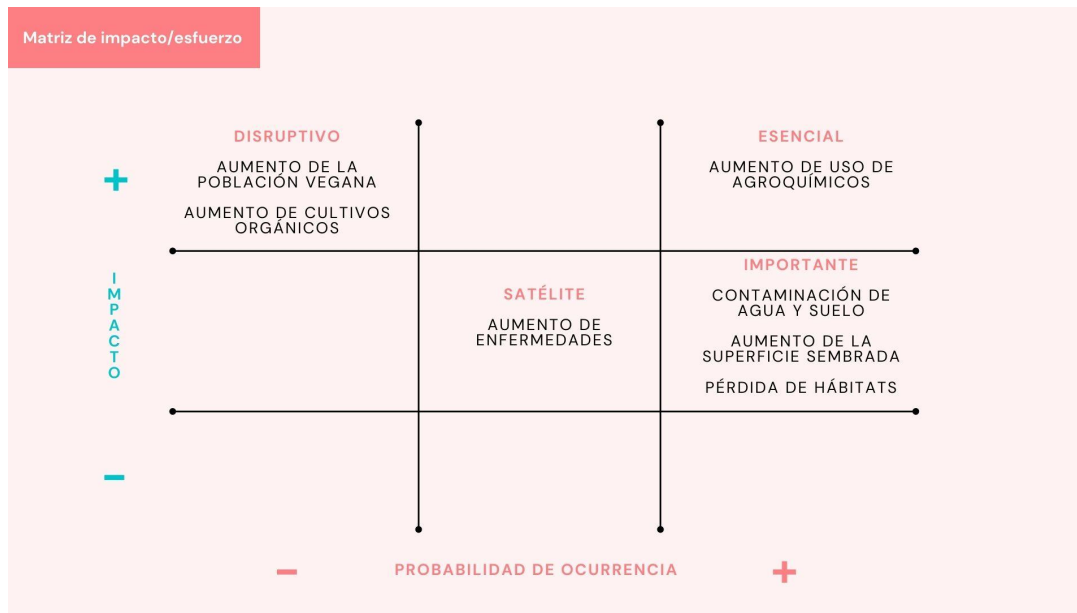 Matriz de impacto/esfuerzo
DISRUPTIVO
AUMENTO DE LA
POBLACIÓN VEGANA
AUMENTO DE CULTIVOS
ORGÁNICOS
ESENCIAL
AUMENTO DE USO DE
AGROQUÍMICOS
+
I
M
P
A
C
T
O
SATÉLITE
AUMENTO DE
ENFERMEDADES
IMPORTANTE
CONTAMINACIÓN DE
AGUA Y SUELO
AUMENTO DE LA
SUPERFICIE SEMBRADA
PÉRDIDA DE HÁBITATS
−
− PROBABILIDAD DE OCURRENCIA +